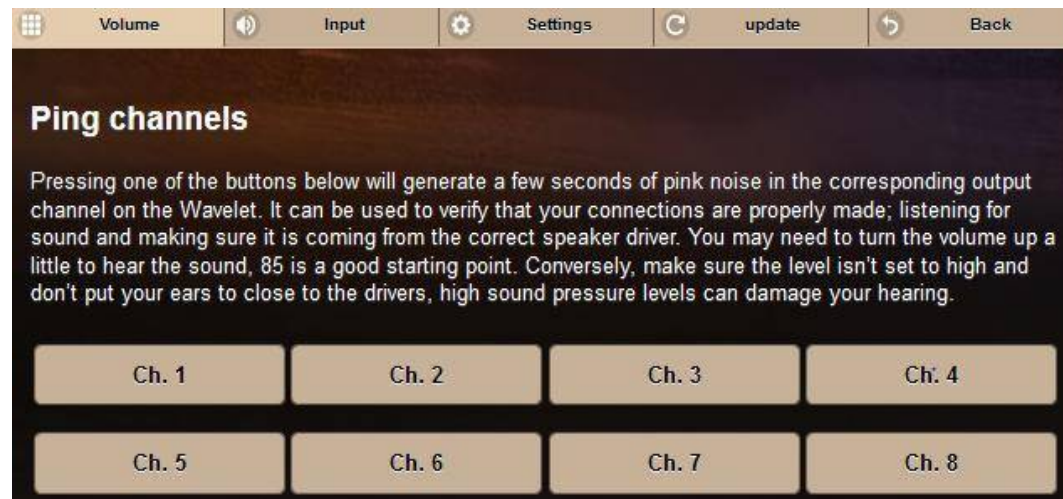 Volume Input Settings update Back
Ping channels
Pressing one of the buttons below will generate a few seconds of pink noise in the corresponding output
channel on the Wavelet. It can be used to verify that your connections are properly made; listening for
sound and making sure it is coming from the correct speaker driver. You may need to turn the volume up a
little to hear the sound, 85 is a good starting point. Conversely, make sure the level isn't set to high and
don't put your ears to close to the drivers, high sound pressure levels can damage your hearing.
Ch. 1 Ch. 2 Ch. 3 Ch. 4
Ch. 5 Ch. 6 Ch. 7 Ch. 8